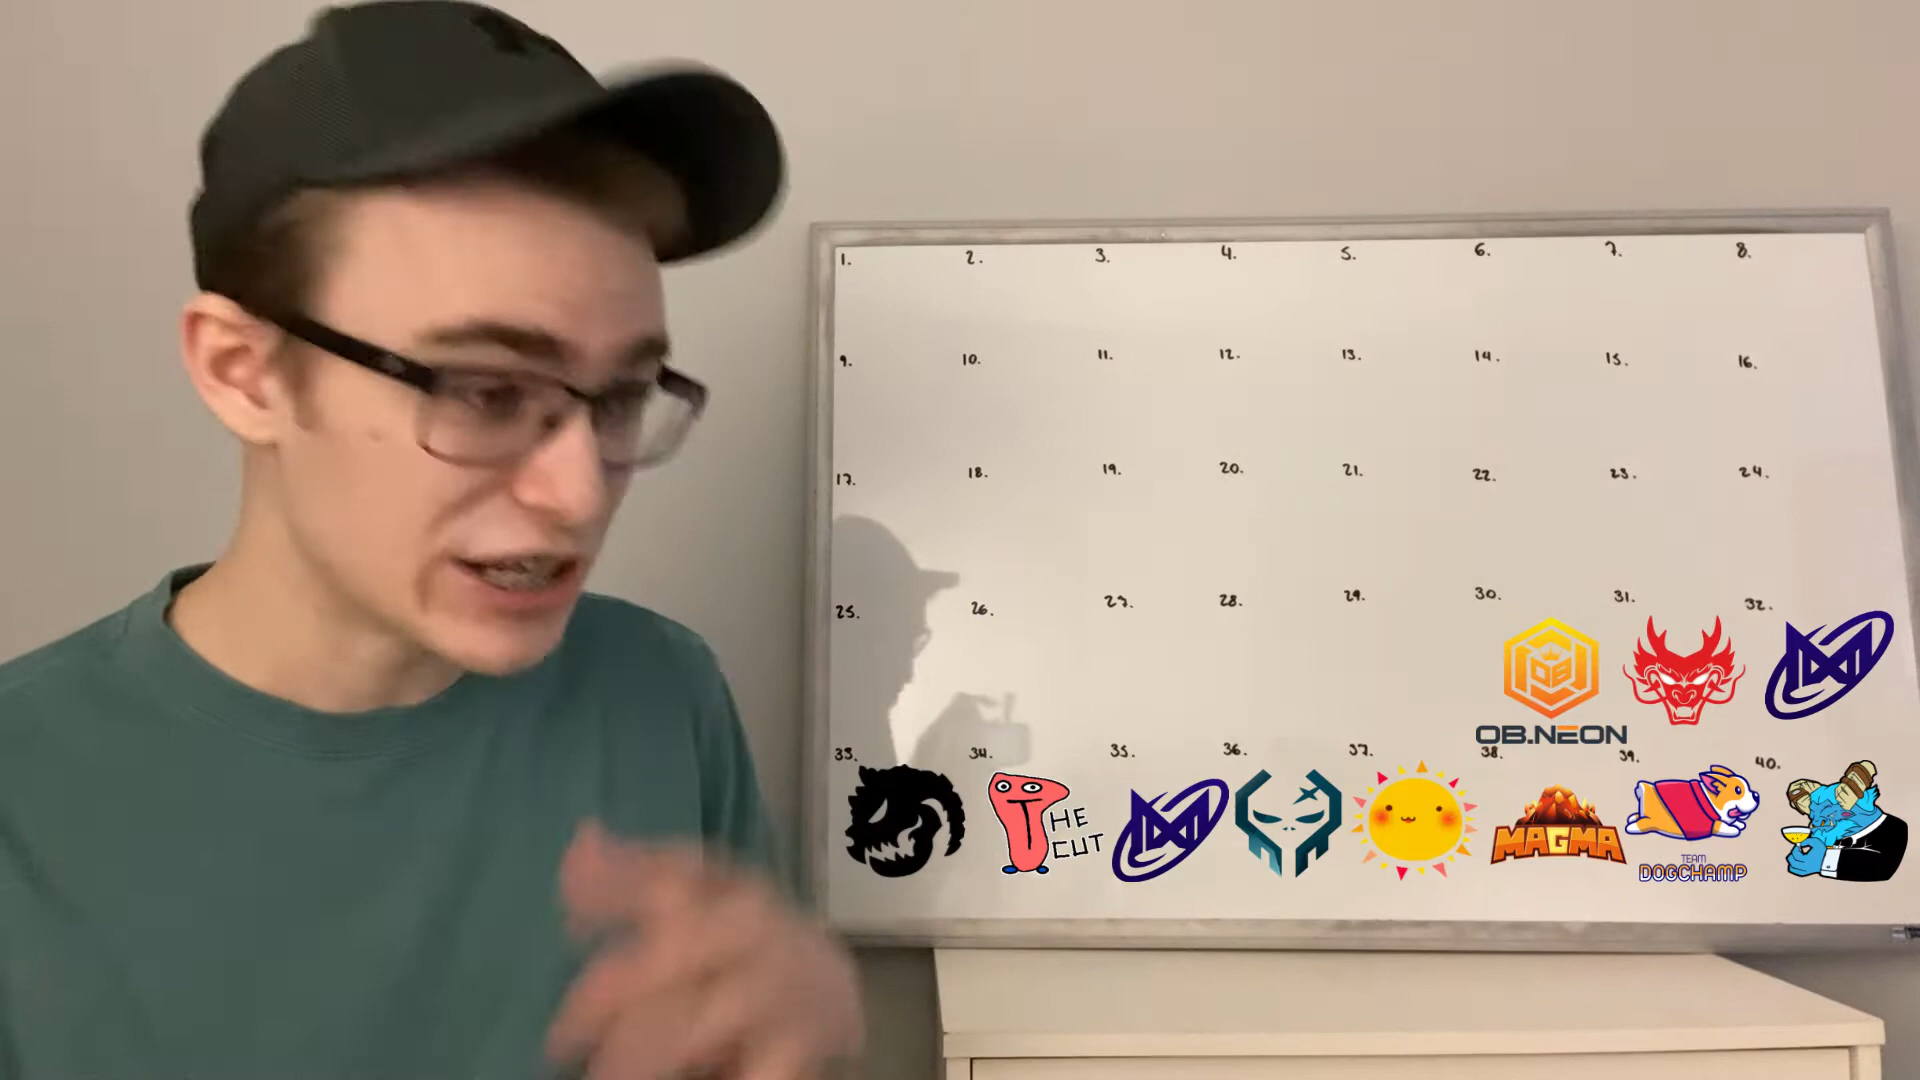 1. 2. 3. 4. 5. 6. 7. 8.
9. 10. 11. 12. 13. 14. 15. 16.
17. 18. 19. 20. 21. 22. 23. 24.
25. 26. 27. 28. 29. 30. 31. 32.
OB
OB.NEON
33. 34. 35. 36. 37. 38. 39. 40.
THE
CUT
MAGMA
TEAM
DOGCHAMP